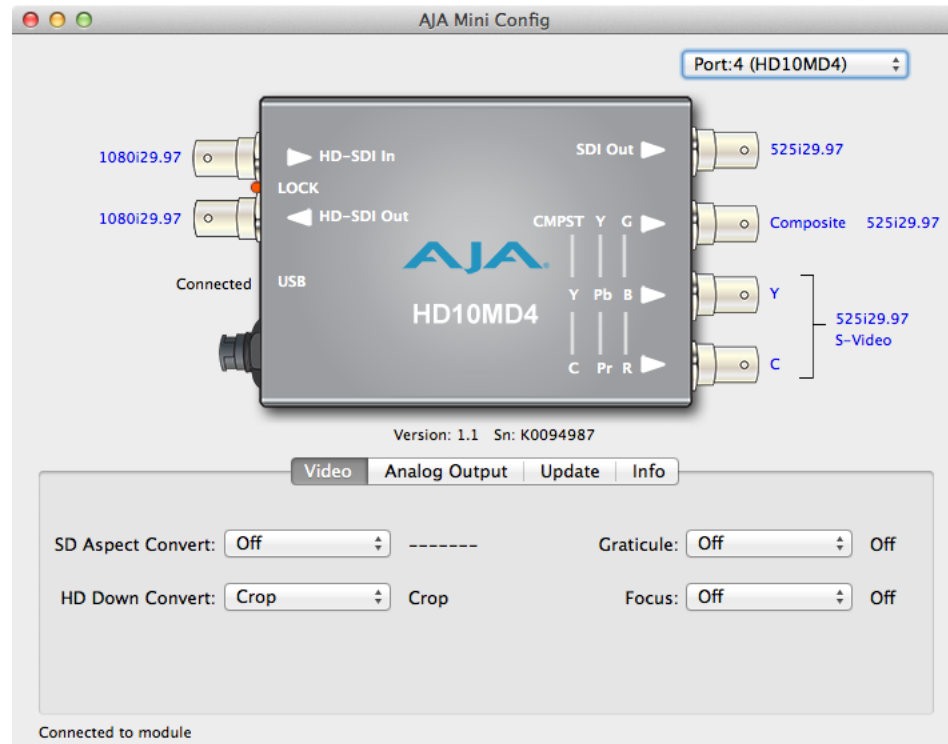 AJA Mini Config
Port:4 (HD10MD4)
1080i29.97
HD-SDI In
SDI Out
525i29.97
LOCK
1080i29.97
HD-SDI Out
CMPST Y G
Composite 525i29.97
Connected
USB
AJA
Y Pb B
Y
HD10MD4
525i29.97
S-Video
C Pr R
C
Version: 1.1 Sn: K0094987
Video Analog Output Update Info
SD Aspect Convert: Off -------
Graticule: Off Off
HD Down Convert: Crop Crop
Focus: Off Off
Connected to module